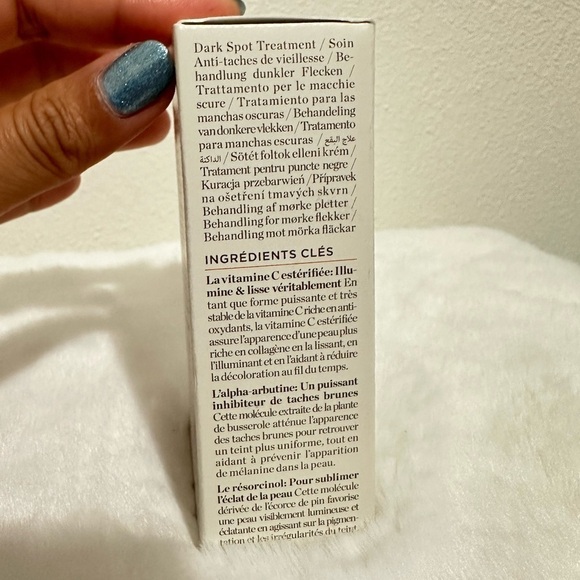 Dark Spot Treatment / Soin
Anti-taches de vieillesse / Be-
handlung dunkler Flecken /
Trattamento per le macchie
scure / Tratamiento para las
manchas oscuras / Behandeling
van donkere vlekken / Tratamento
para manchas escuras / علاج البقع
الداكنة / Sötét foltok elleni krém /
Tratament pentru puncte negre /
Kuracja przebarwień / Přípravek
na ošetření tmavých skvrn /
Behandling af mørke pletter /
Behandling for mørke flekker /
Behandling mot mörka fläckar
INGRÉDIENTS CLÉS
La vitamine C estérifiée: Illu-
mine & lisse véritablement En
tant que forme puissante et très
stable de la vitamine C riche en anti-
oxydants, la vitamine C estérifiée
assure l'apparence d'une peau plus
riche en collagène en la lissant, en
l'illuminant et en l'aidant à réduire
la décoloration au fil du temps.
L'alpha-arbutine: Un puissant
inhibiteur de taches brunes
Cette molécule extraite de la plante
de busserole atténue l'apparence
des taches brunes pour retrouver
un teint plus uniforme, tout en
aidant à prévenir l'apparition
de mélanine dans la peau.
Le résorcinol: Pour sublimer
l'éclat de la peau Cette molécule
dérivée de l'écorce de pin favorise
une peau visiblement lumineuse et
éclatante en agissant sur la pigmen-
tation et les irrégularités du teint.